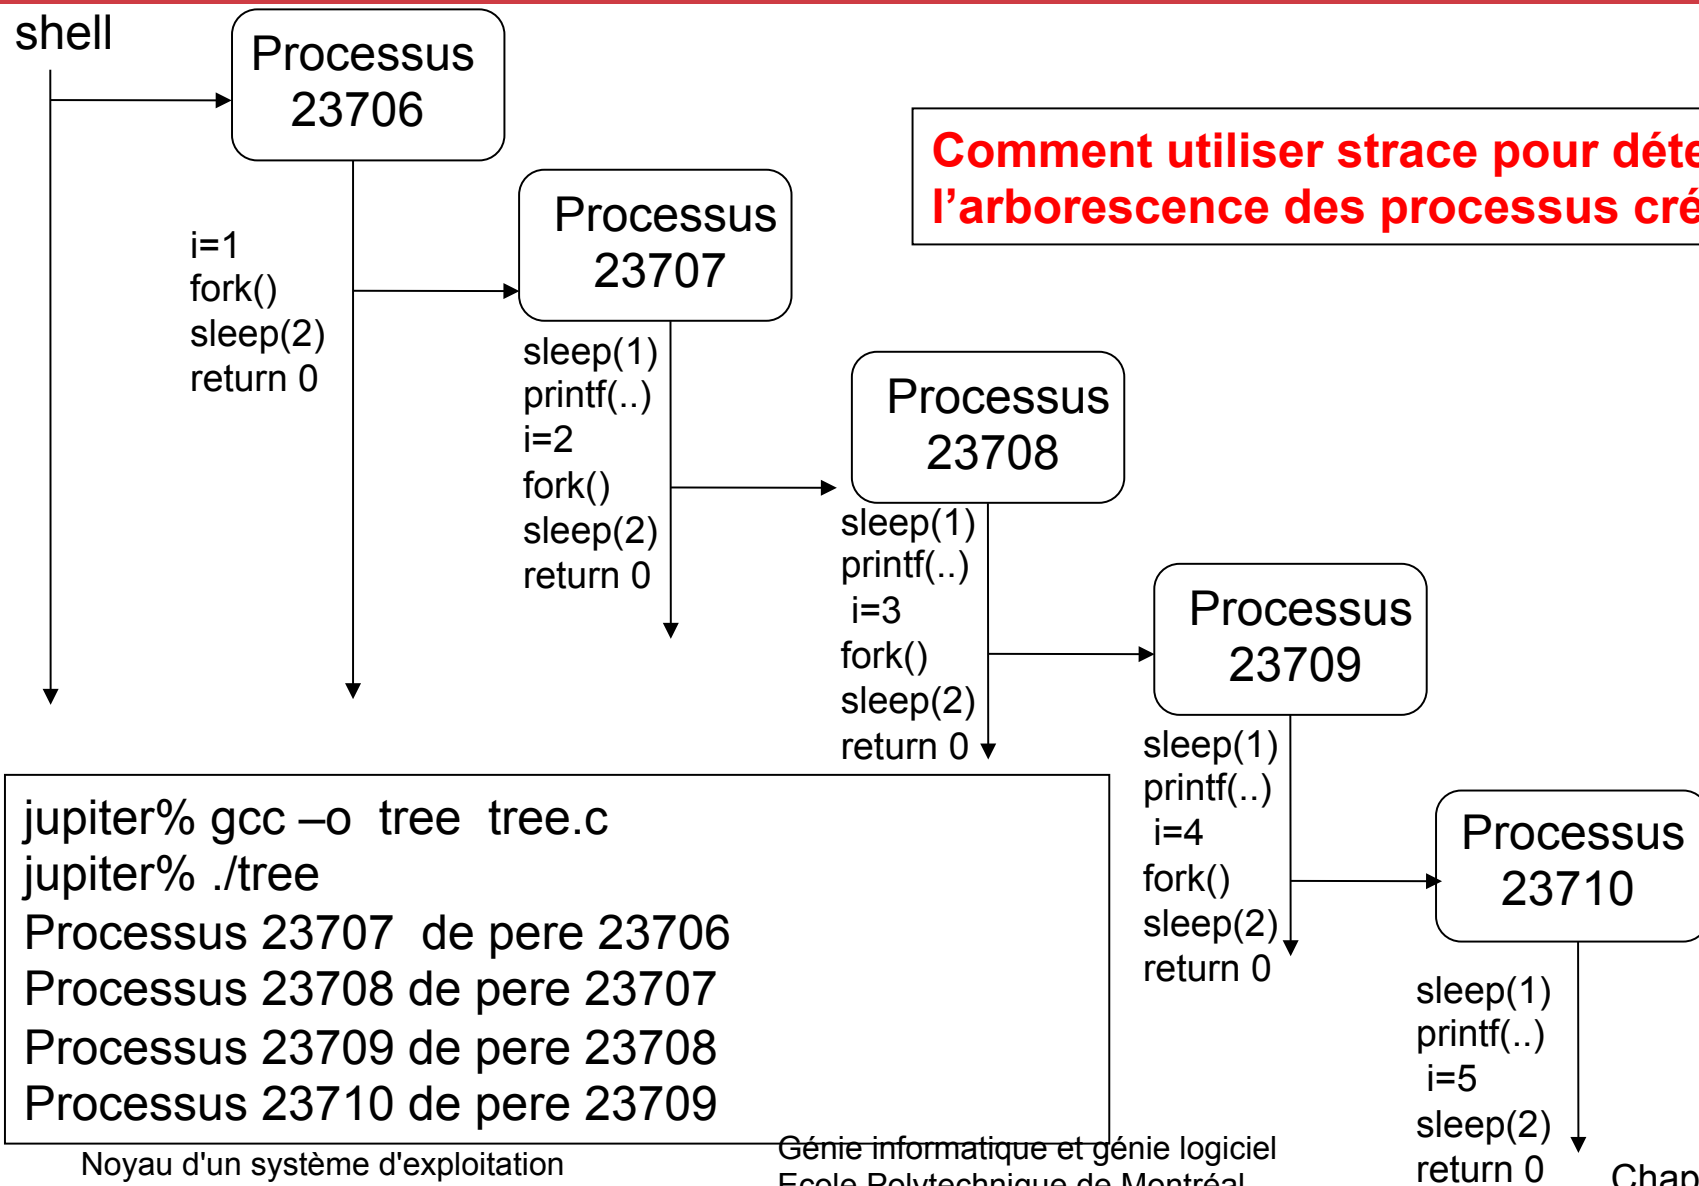 shell
Processus
23706
Comment utiliser strace pour
l’arborescence des processus
i=1
fork()
sleep(2)
return 0
Processus
23707
sleep(1)
printf(..)
i=2
fork()
sleep(2)
return 0
Processus
23708
sleep(1)
printf(..)
i=3
fork()
sleep(2)
return 0
Processus
23709
sleep(1)
printf(..)
i=4
fork()
sleep(2)
return 0
Processus
23710
sleep(1)
printf(..)
i=5
sleep(2)
return 0
jupiter% gcc –o tree tree.c
jupiter% ./tree
Processus 23707 de pere 23706
Processus 23708 de pere 23707
Processus 23709 de pere 23708
Processus 23710 de pere 23709
Noyau d'un système d'exploitation
Génie informatique et génie logiciel
Ecole Polytechnique de Montréal